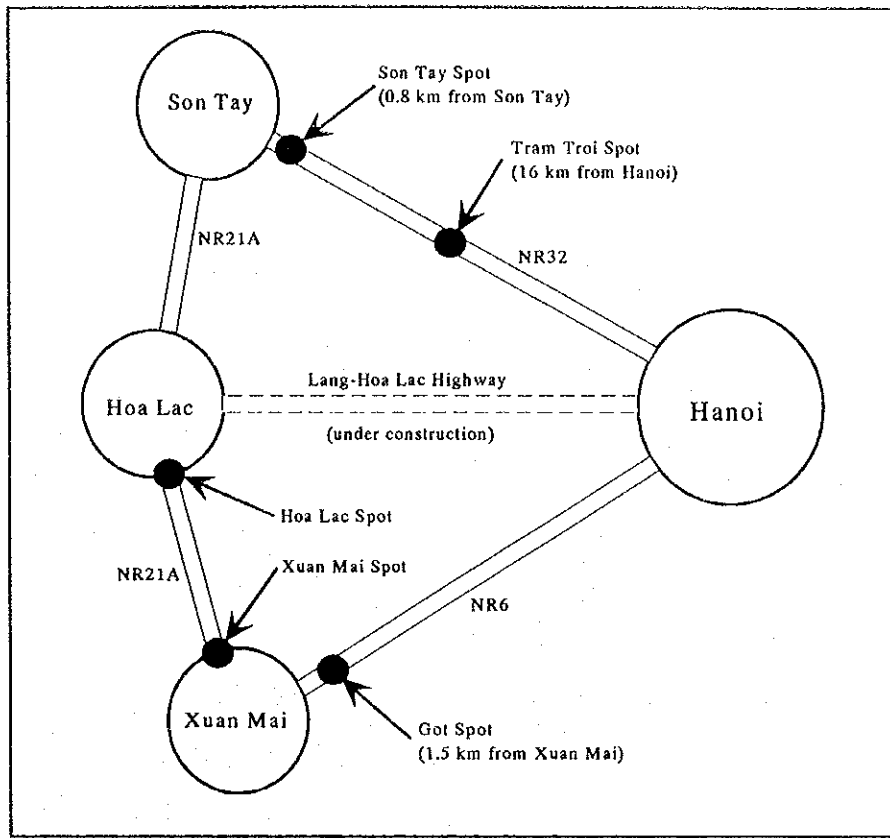 Son Tay Spot
(0.8 km from Son Tay)
Son Tay
Tram Troi Spot
(16 km from Hanoi)
NR21A
NR32
Lang-Hoa Lac Highway
Hoa Lac
Hanoi
(under construction)
Hoa Lac Spot
Xuan Mai Spot
NR21A
NR6
Xuan Mai
Got Spot
(1.5 km from Xuan Mai)